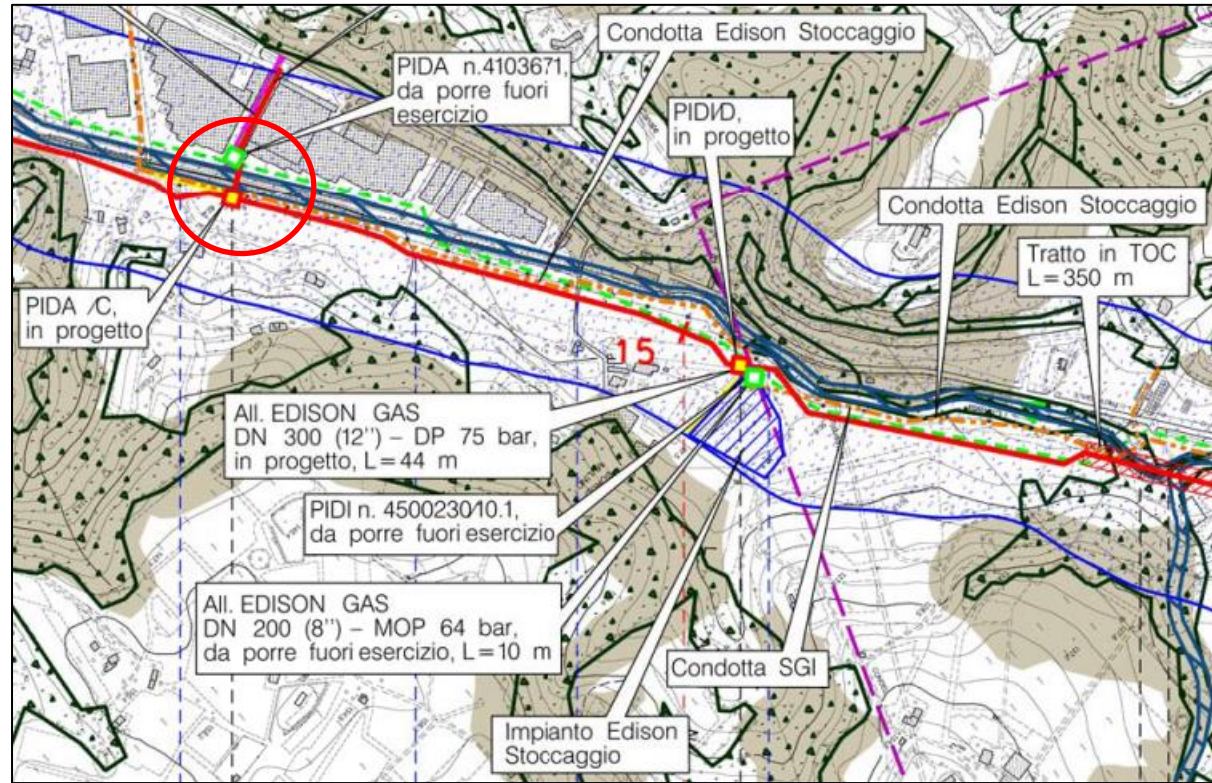 Condotta Edison Stoccaggio
PIDA n.4103671,
da porre fuori
esercizio
PIDI/D,
in progetto
Condotta Edison Stoccaggio
Tratto in TOC
L=350 m
PIDA /C,
in progetto
15
All. EDISON GAS
DN 300 (12'') – DP 75 bar,
in progetto, L=44 m
PIDI n. 4500230/10.1,
da porre fuori esercizio
All. EDISON GAS
DN 200 (8'') – MOP 64 bar,
da porre fuori esercizio, L=10 m
Condotta SGI
Impianto Edison
Stoccaggio